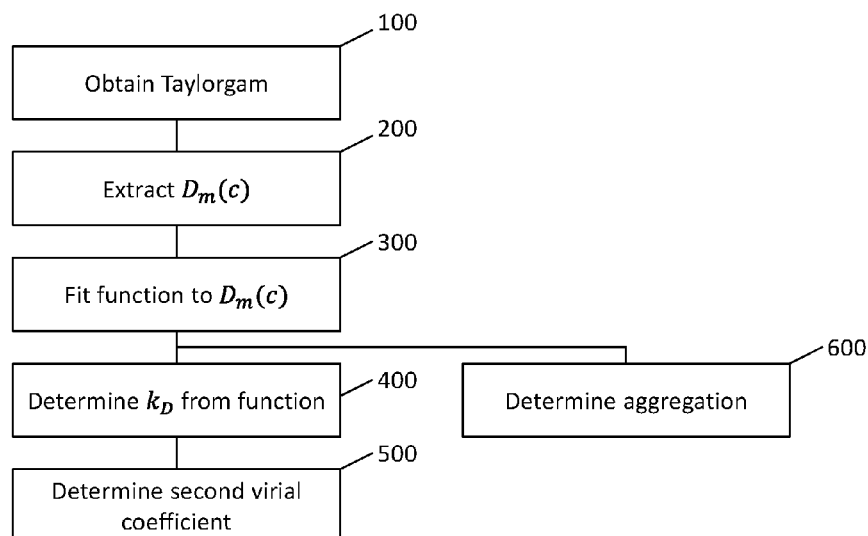 100
Obtain Taylorgam
200
Extract D_m(c)
300
Fit function to D_m(c)
600
400
Determine k_D from function
Determine aggregation
500
Determine second virial
coefficient